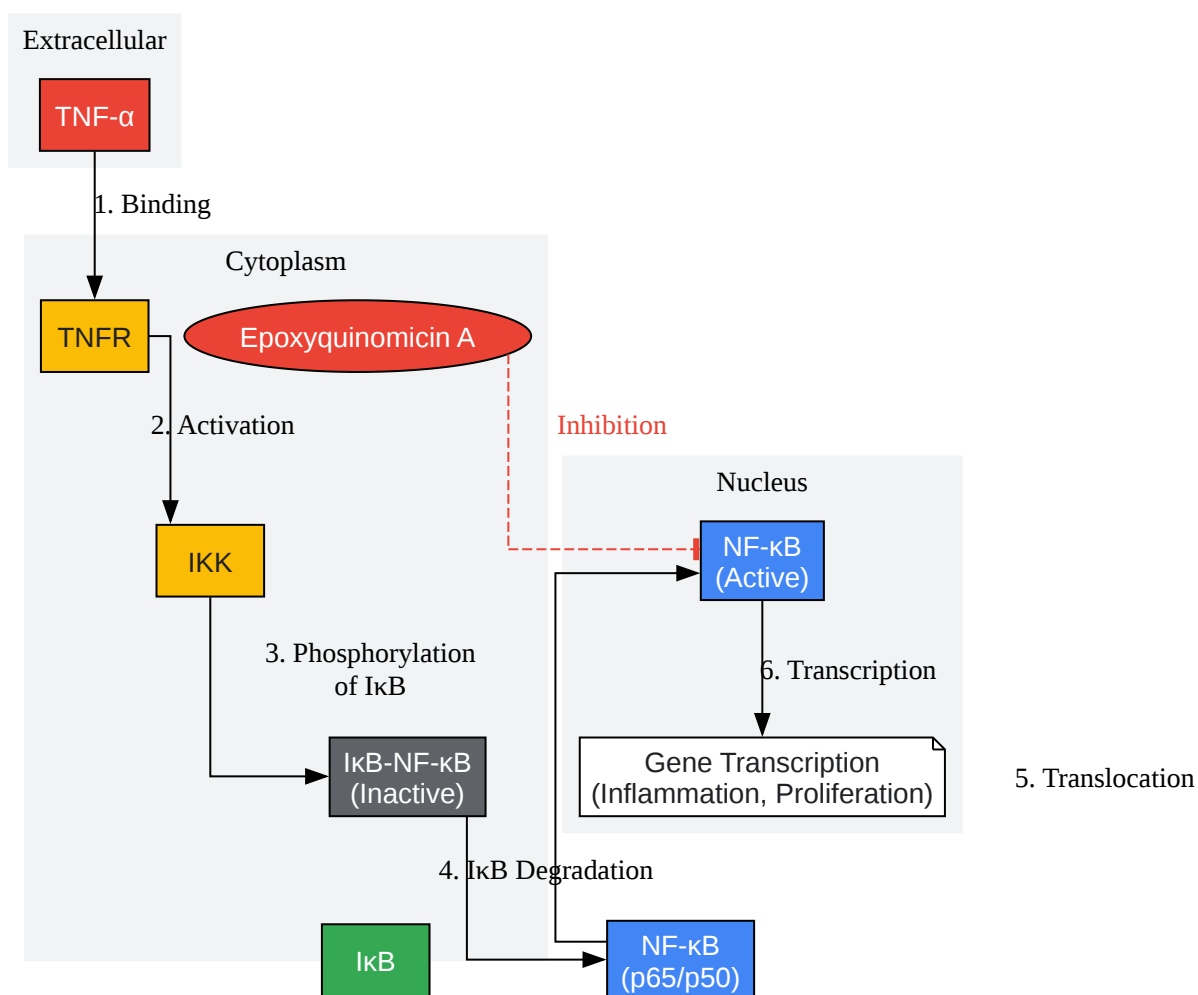 Extracellular
TNF-α
1. Binding
Cytoplasm
TNFR
Epoxyquinomicin A
2. Activation
Inhibition
Nucleus
IKK
NF-κB
(Active)
3. Phosphorylation
of IκB
6. Transcription
IκB-NF-κB
(Inactive)
Gene Transcription
(Inflammation, Proliferation)
5. Translocation
4. IκB Degradation
IκB
NF-κB
(p65/p50)